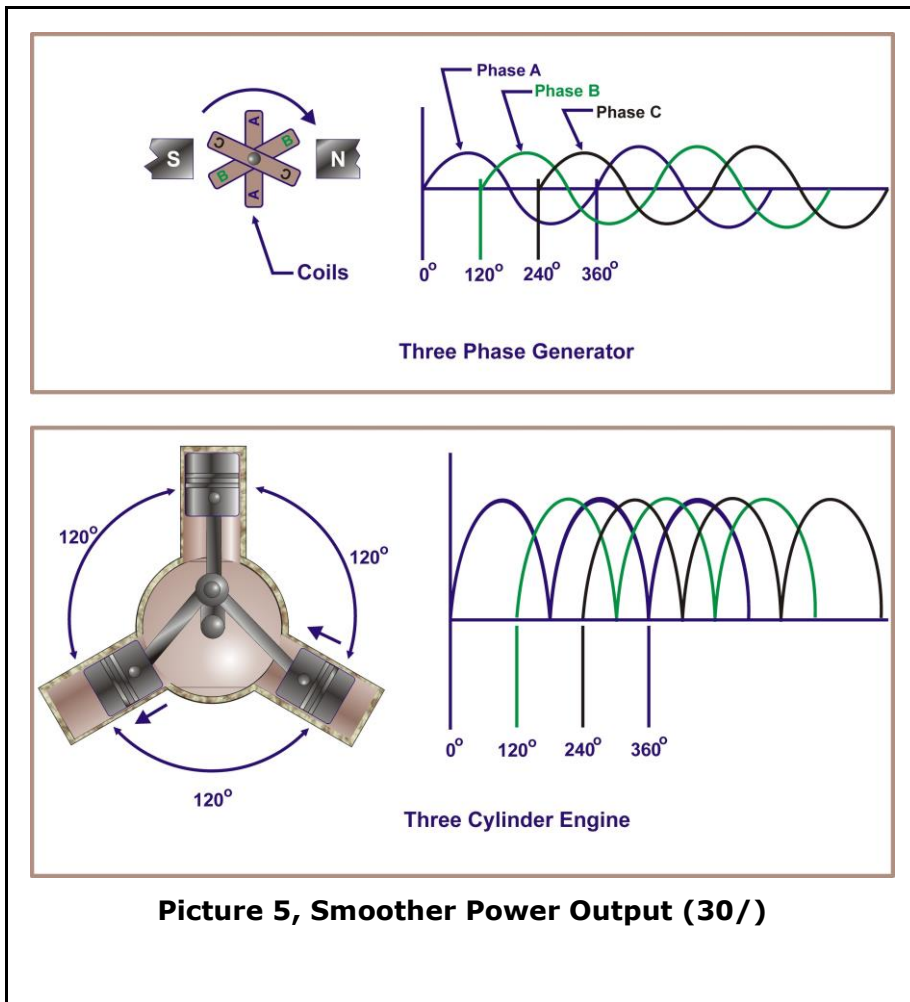 Phase A
Phase B
Phase C
S
N
A
B
C
C
B
A
Coils
0° 120° 240° 360°
Three Phase Generator
120°
120°
120°
0° 120° 240° 360°
Three Cylinder Engine
Picture 5, Smoother Power Output (30/)